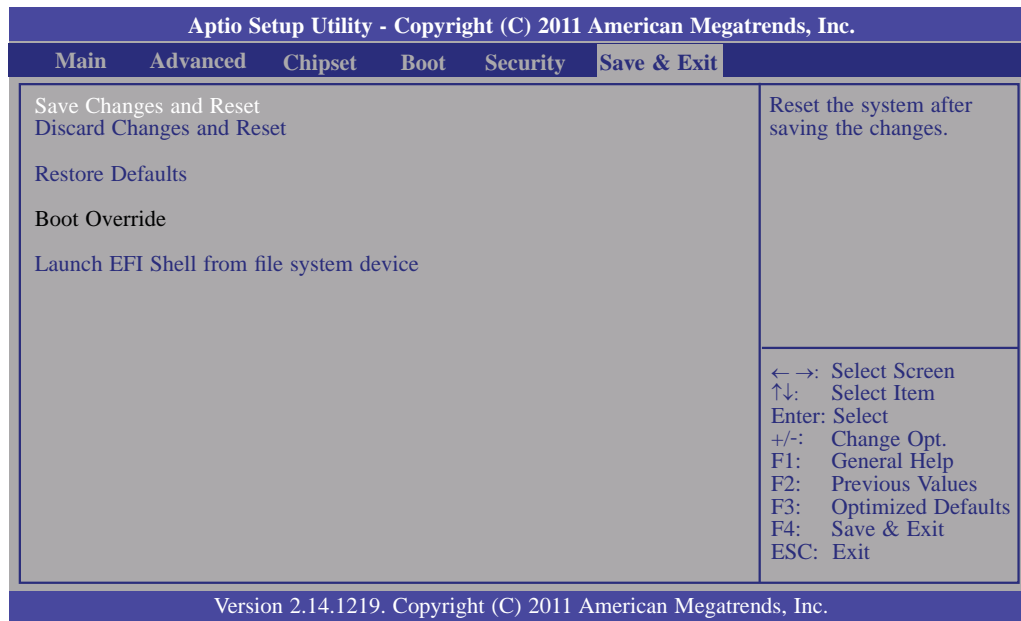 Aptio Setup Utility - Copyright (C) 2011 American Megatrends, Inc.
Main Advanced Chipset Boot Security Save & Exit
Save Changes and Reset
Discard Changes and Reset
Restore Defaults
Boot Override
Launch EFI Shell from file system device
Reset the system after
saving the changes.
← →: Select Screen
↑↓: Select Item
Enter: Select
+/-: Change Opt.
F1: General Help
F2: Previous Values
F3: Optimized Defaults
F4: Save & Exit
ESC: Exit
Version 2.14.1219. Copyright (C) 2011 American Megatrends, Inc.